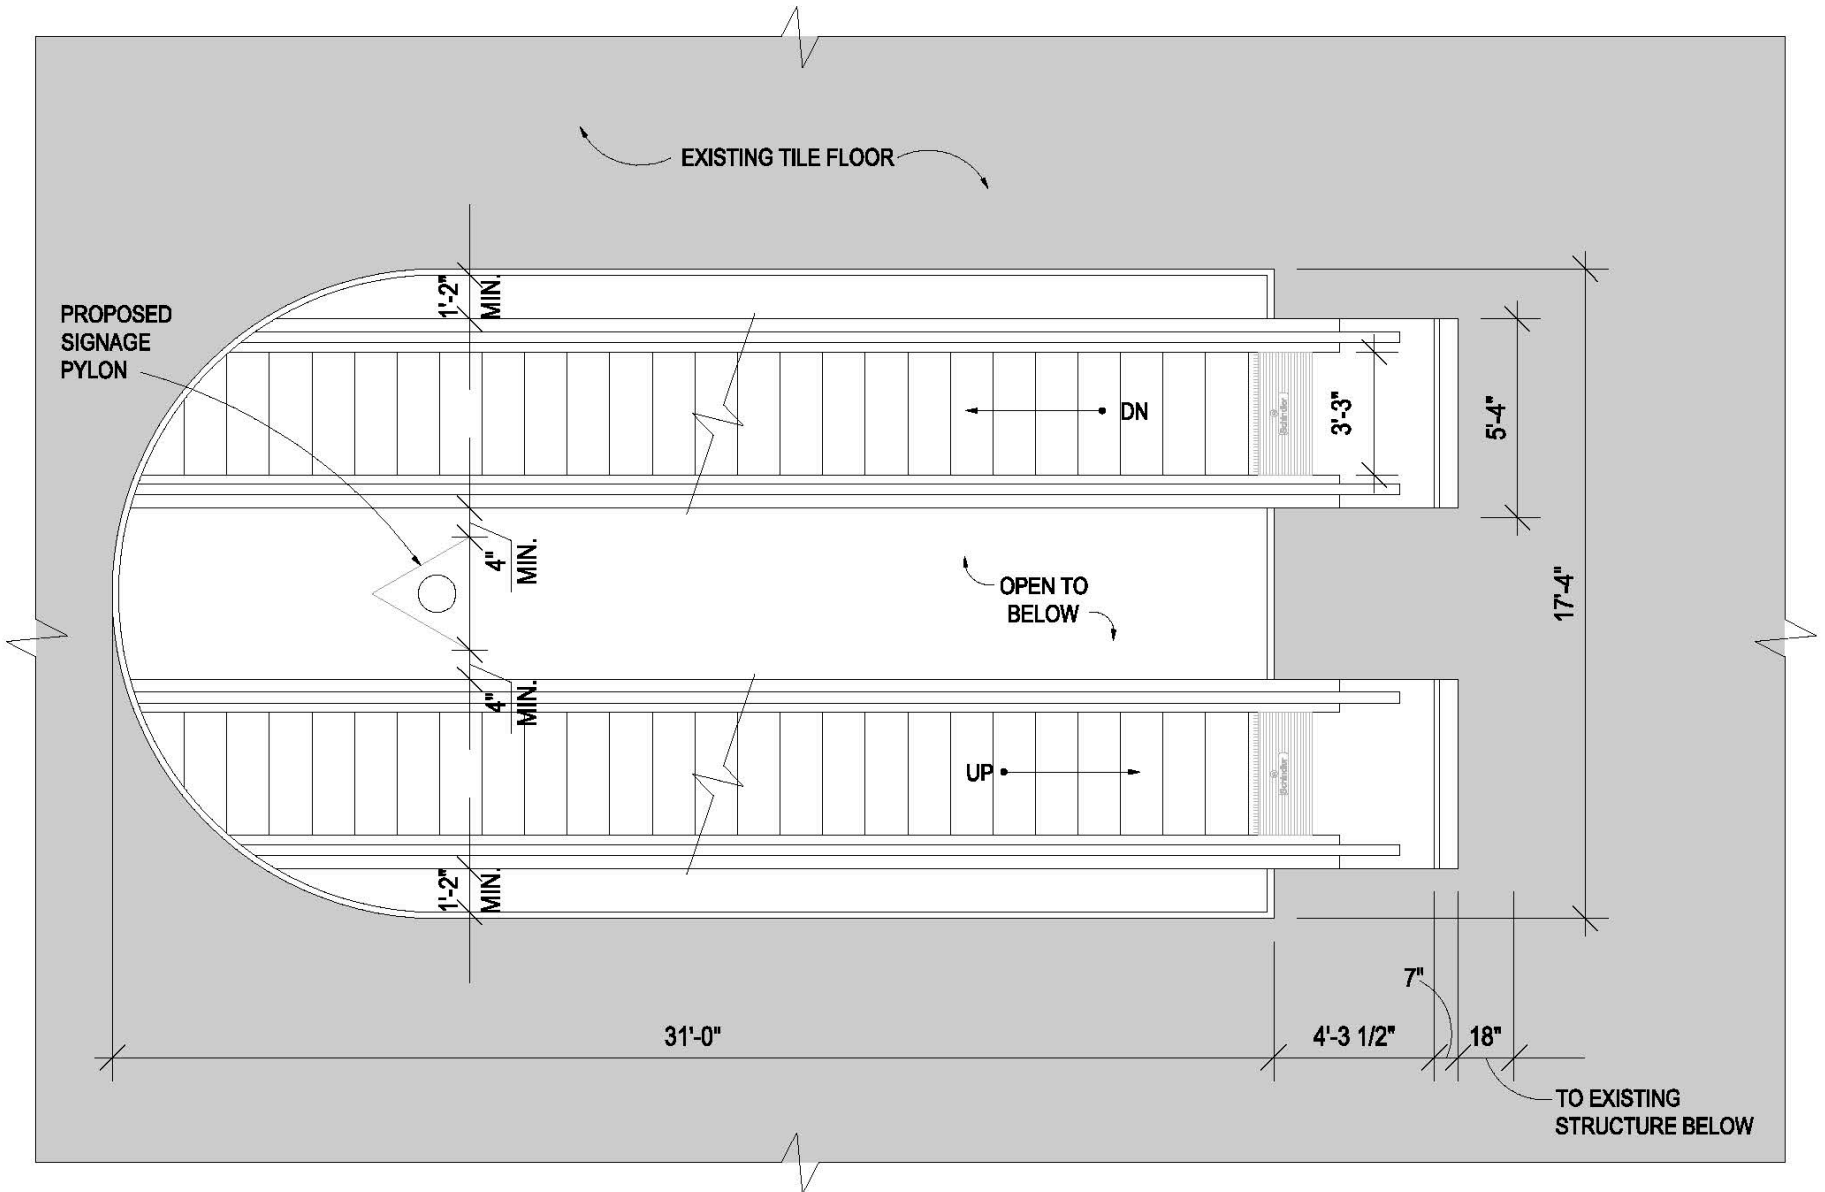 EXISTING TILE FLOOR
PROPOSED
SIGNAGE
PYLON
1'-2"
MIN.
DN
Schindler
3'-3"
5'-4"
4"
MIN.
OPEN TO
BELOW
17'-4"
4"
MIN.
UP
Schindler
1'-2"
MIN.
7"
31'-0"
4'-3 1/2"
18"
TO EXISTING
STRUCTURE BELOW